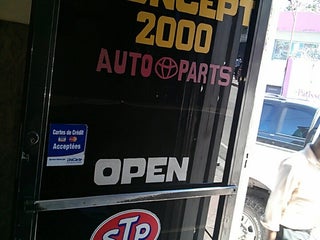 CONCEPT
2000
AUTO PARTS
Cartes de Crédit
Acceptées
OPEN
STP